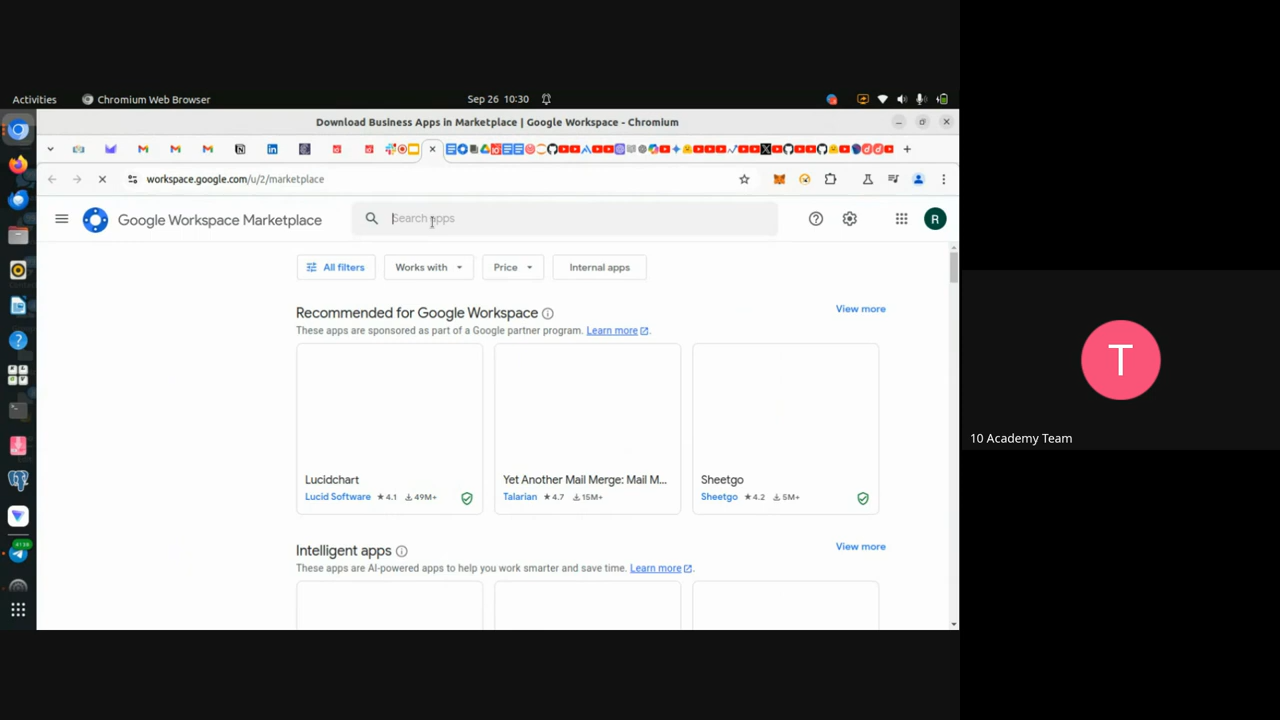 Activities
Chromium Web Browser
Sep 26 10:30
Download Business Apps in Marketplace | Google Workspace - Chromium
workspace.google.com/u/2/marketplace
Google Workspace Marketplace
Search apps
R
All filters
Works with
Price
Internal apps
Recommended for Google Workspace
View more
These apps are sponsored as part of a Google partner program. Learn more.
Lucidchart
Lucid Software ★4.1 49M+
Yet Another Mail Merge: Mail M...
Talarian ★4.7 15M+
Sheetgo
Sheetgo ★4.2 5M+
Intelligent apps
View more
These apps are AI-powered apps to help you work smarter and save time. Learn more.
T
10 Academy Team